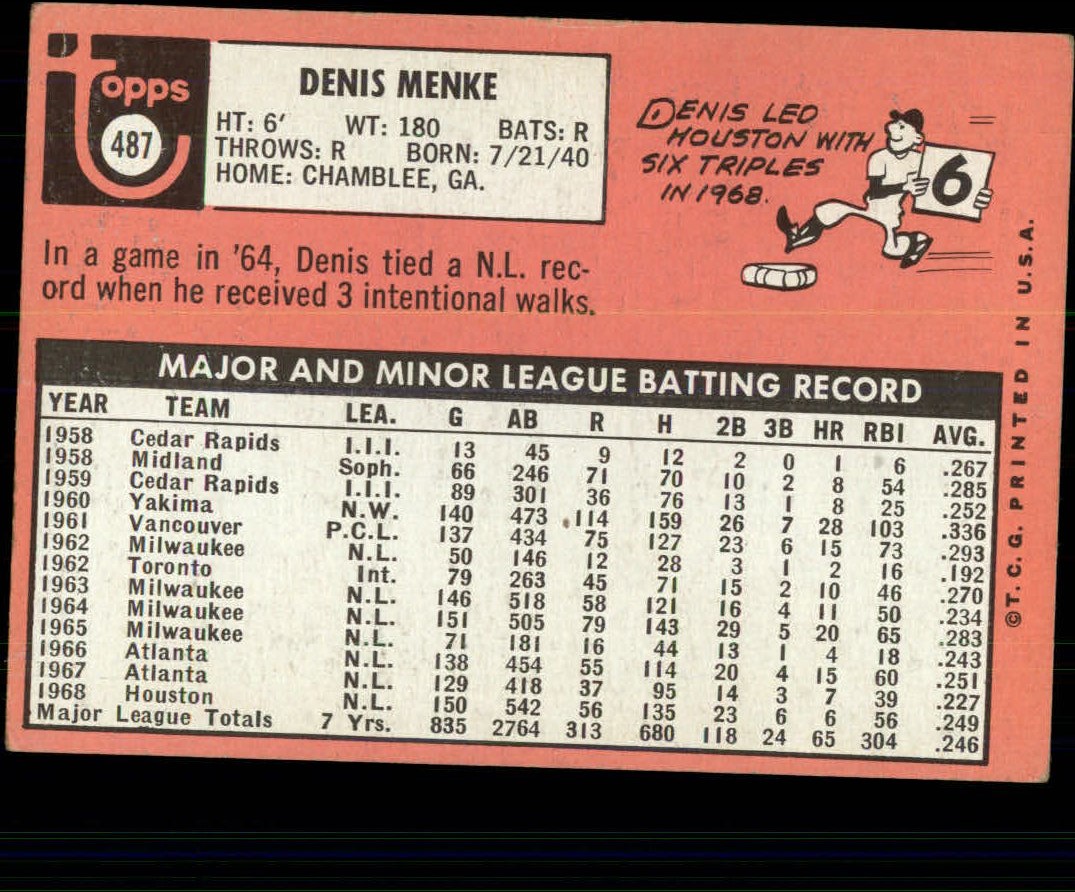 topps
487
DENIS MENKE
HT: 6' WT: 180 BATS: R
THROWS: R BORN: 7/21/40
HOME: CHAMBLEE, GA.
DENIS LED
HOUSTON WITH
SIX TRIPLES
IN 1968.
6
In a game in '64, Denis tied a N.L. rec-
ord when he received 3 intentional walks.
MAJOR AND MINOR LEAGUE BATTING RECORD
YEAR TEAM LEA. G AB R H 2B 3B HR RBI AVG.
1958 Cedar Rapids I.I.I. 13 45 9 12 2 0 1 6 .267
1958 Midland Soph. 66 246 71 70 10 2 8 54 .285
1959 Cedar Rapids I.I.I. 89 301 36 76 13 1 8 25 .252
1960 Yakima N.W. 140 473 114 159 26 7 28 103 .336
1961 Vancouver P.C.L. 137 434 75 127 23 6 15 73 .293
1962 Milwaukee N.L. 50 146 12 28 3 1 2 16 .192
1962 Toronto Int. 79 263 45 71 15 2 10 46 .270
1963 Milwaukee N.L. 146 518 58 121 16 4 11 50 .234
1964 Milwaukee N.L. 151 505 79 143 29 5 20 65 .283
1965 Milwaukee N.L. 71 181 16 44 13 1 4 18 .243
1966 Atlanta N.L. 138 454 55 114 20 4 15 60 .251
1967 Atlanta N.L. 129 418 37 95 14 3 7 39 .227
1968 Houston N.L. 150 542 56 135 23 6 6 56 .249
Major League Totals 7 Yrs. 835 2764 313 680 118 24 65 304 .246
©T. C. G. PRINTED IN U.S.A.